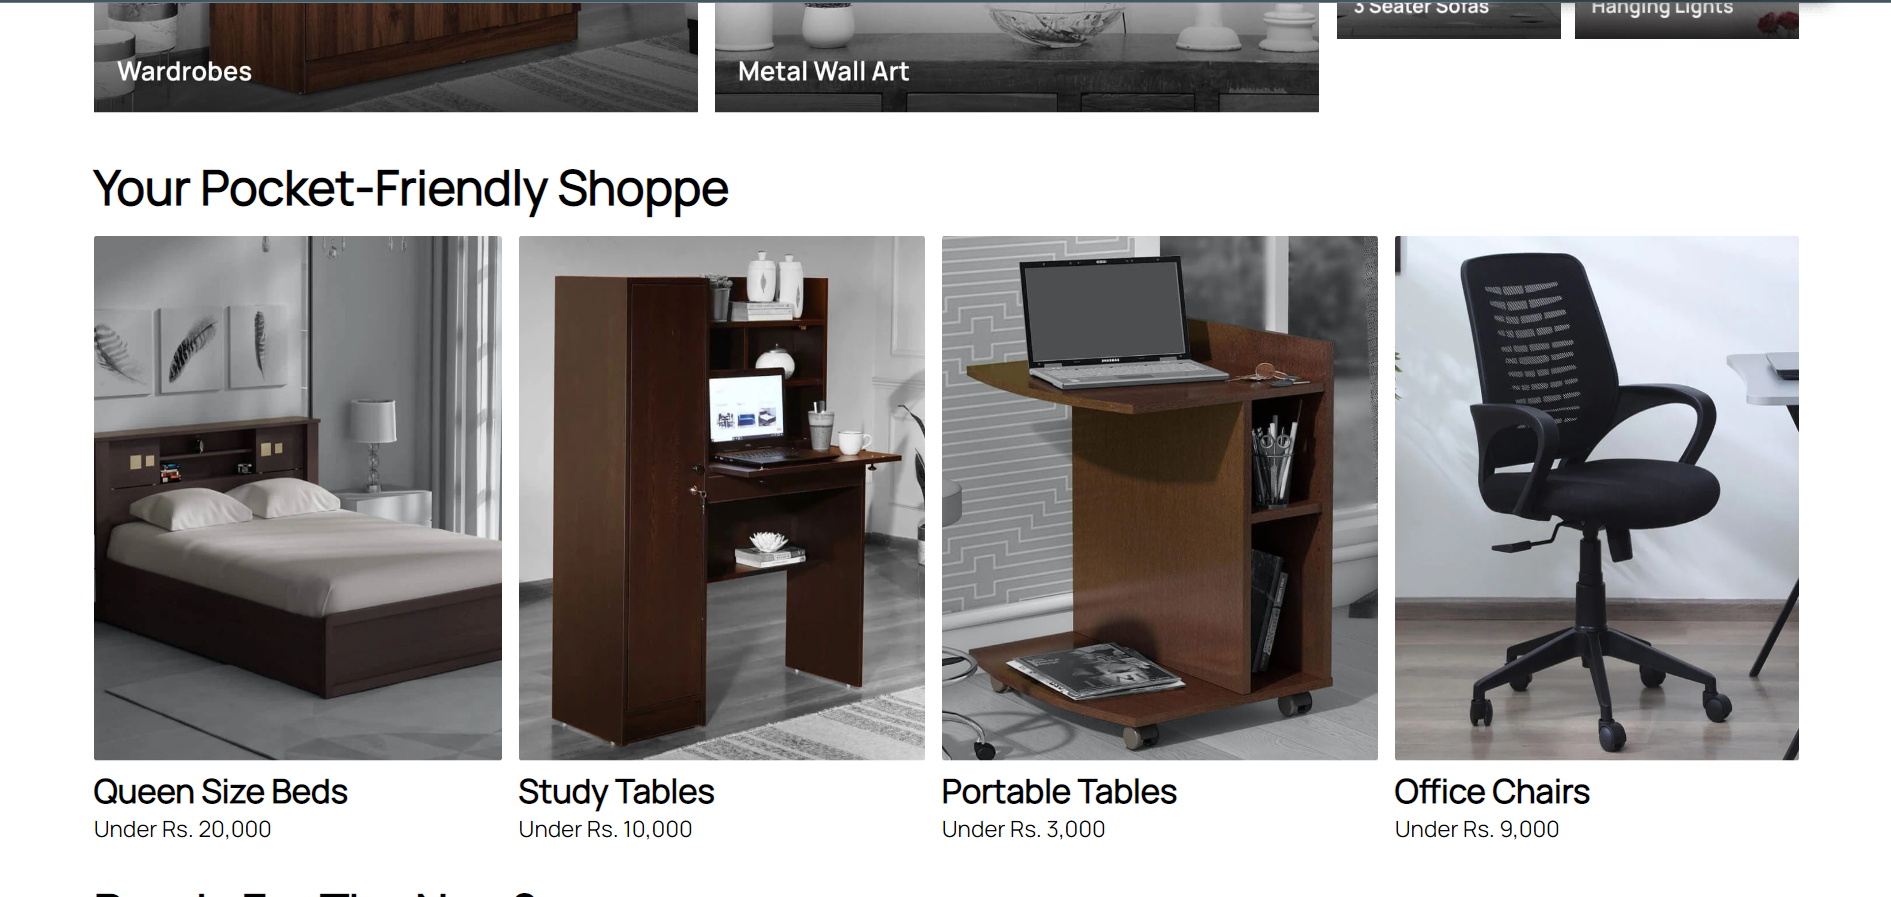 3 Seater Sofas
Hanging Lights
Wardrobes
Metal Wall Art
Your Pocket-Friendly Shoppe
Queen Size Beds
Under Rs. 20,000
Study Tables
Under Rs. 10,000
Portable Tables
Under Rs. 3,000
Office Chairs
Under Rs. 9,000